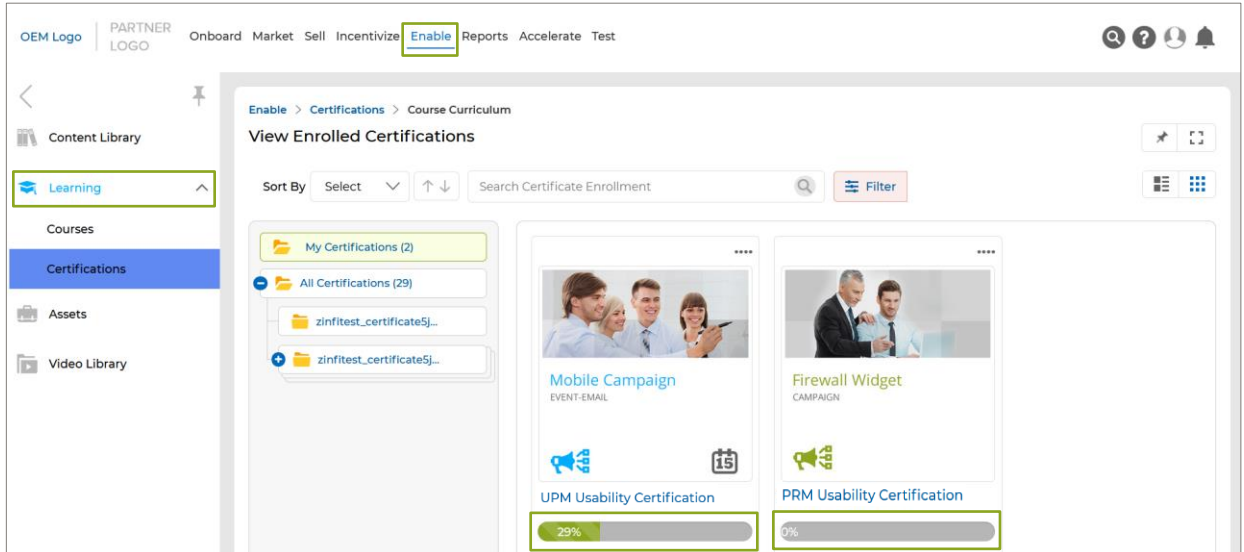 OEM Logo
PARTNER
LOGO
Onboard Market Sell Incentivize Enable Reports Accelerate Test
Content Library
Learning
Courses
Certifications
Assets
Video Library
Enable > Certifications > Course Curriculum
View Enrolled Certifications
Sort By Select Search Certificate Enrollment Filter
My Certifications (2)
All Certifications (29)
zinfitest_certificate5j...
zinfitest_certificate5j...
Mobile Campaign
EVENT-EMAIL
15
UPM Usability Certification
29%
Firewall Widget
CAMPAIGN
PRM Usability Certification
0%